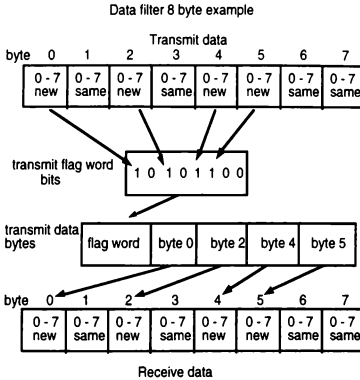 Data filter 8 byte example
Transmit data
byte 0 1 2 3 4 5 6 7
0 - 7 0 - 7 0 - 7 0 - 7 0 - 7 0 - 7 0 - 7 0 - 7
new same new same new new same same
transmit flag word
bits
1 0 1 0 1 1 0 0
transmit data
bytes
flag word byte 0 byte 2 byte 4 byte 5
byte 0 1 2 3 4 5 6 7
0 - 7 0 - 7 0 - 7 0 - 7 0 - 7 0 - 7 0 - 7 0 - 7
new same new same new new same same
Receive data